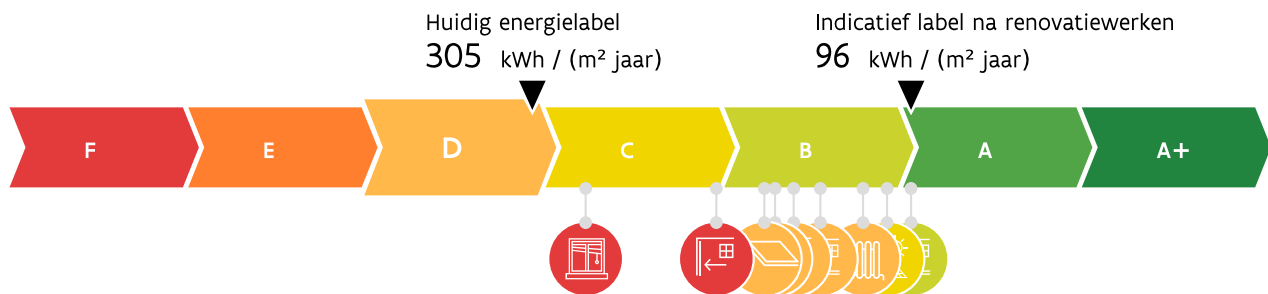 Huidig energielabel
305 kWh / (m² jaar)
Indicatief label na renovatiewerken
96 kWh / (m² jaar)
F E D C B A A+